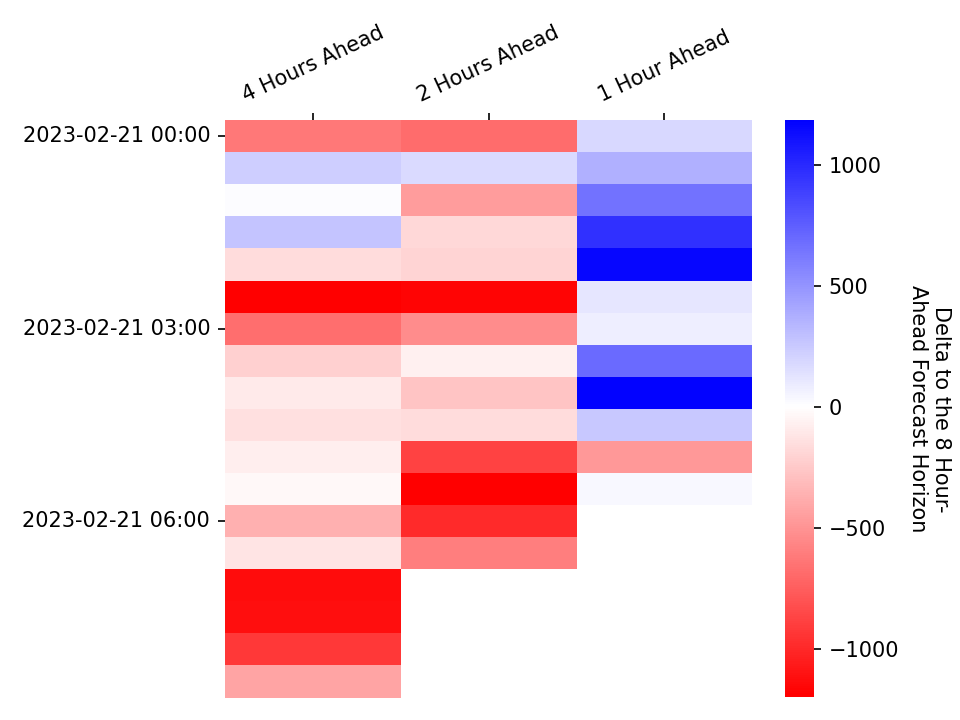 4 Hours Ahead
2 Hours Ahead
1 Hour Ahead
2023-02-21 00:00
2023-02-21 03:00
2023-02-21 06:00
1000
500
0
−500
−1000
Delta to the 8 Hour-
Ahead Forecast Horizon